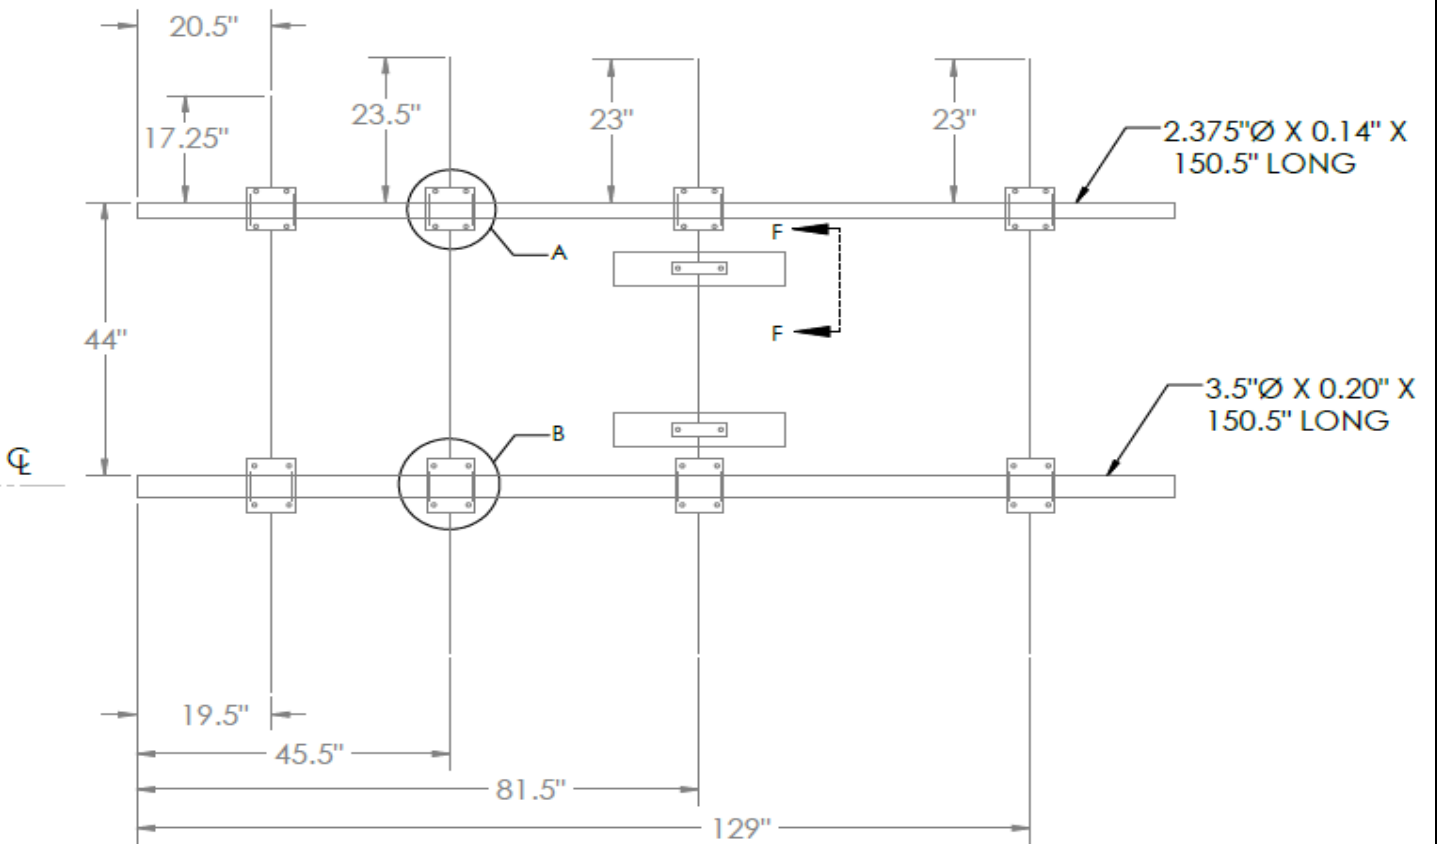 20.5"
17.25"
23.5"
23"
23"
2.375"Ø X 0.14" X
150.5" LONG
A
F
F
44"
3.5"Ø X 0.20" X
150.5" LONG
B
℄
19.5"
45.5"
81.5"
129"